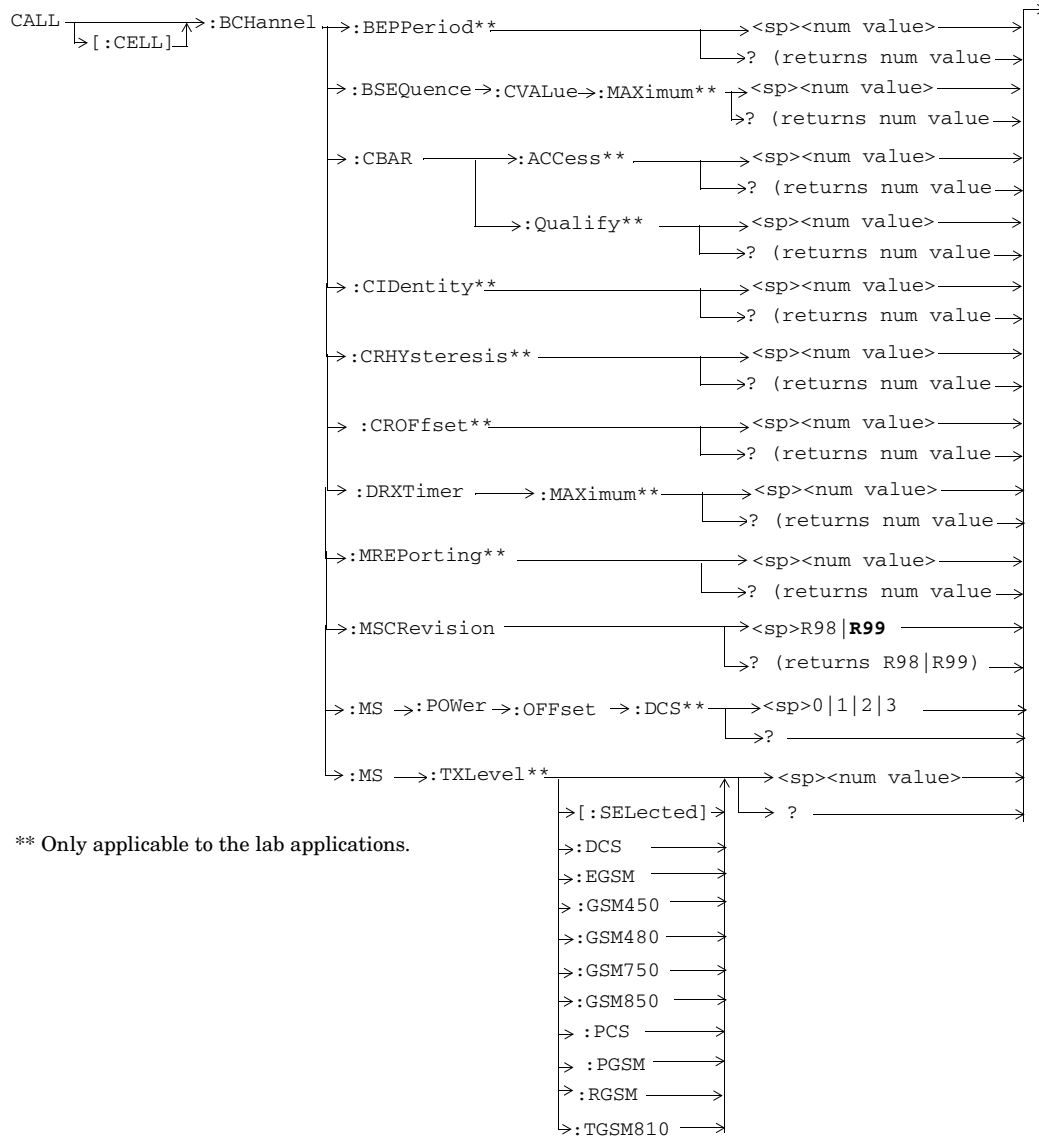 CALL [:CELL] :BCHannel :BEPPeriod** <sp><num value>
? (returns num value
:BSEQuence :CVALue :MAXimum** <sp><num value>
? (returns num value
:CBAR :ACCess** <sp><num value>
? (returns num value
:Qualify** <sp><num value>
? (returns num value
:CIDentity** <sp><num value>
? (returns num value
:CRHYsteresis** <sp><num value>
? (returns num value
:CROFfset** <sp><num value>
? (returns num value
:DRXTimer :MAXimum** <sp><num value>
? (returns num value
:MREPorting** <sp><num value>
? (returns num value
:MSCRevision <sp>R98|R99
? (returns R98|R99)
:MS :POWer :OFFset :DCS** <sp>0|1|2|3
?
:MS :TXLevel** <sp><num value>
[:SELected] ?
** Only applicable to the lab applications.
:DCS
:EGSM
:GSM450
:GSM480
:GSM750
:GSM850
:PCS
:PGSM
:RGSM
:TGSM810